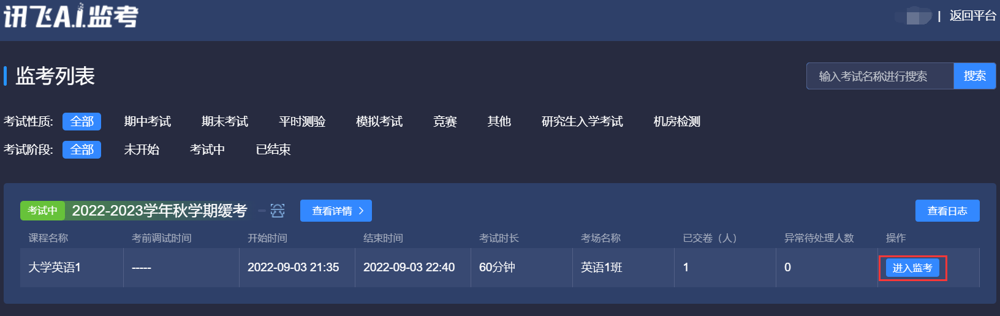 讯飞A.I.监考
| 返回平台
监考列表
输入考试名称进行搜索 搜索
考试性质: 全部 期中考试 期末考试 平时测验 模拟考试 竞赛 其他 研究生入学考试 机房检测
考试阶段: 全部 未开始 考试中 已结束
考试中 2022-2023学年秋学期缓考 查看详情 > 查看日志
课程名称 考前调试时间 开始时间 结束时间 考试时长 考场名称 已交卷（人） 异常待处理人数 操作
大学英语1 ----- 2022-09-03 21:35 2022-09-03 22:40 60分钟 英语1班 1 0 进入监考